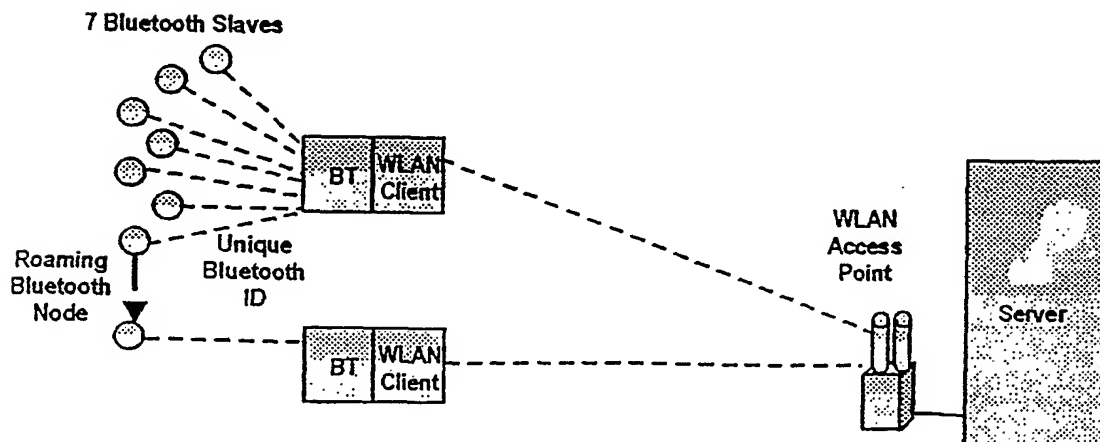 7 Bluetooth Slaves
BT
WLAN
Client
WLAN
Access
Point
Unique
Bluetooth
ID
Roaming
Bluetooth
Node
Server
BT
WLAN
Client